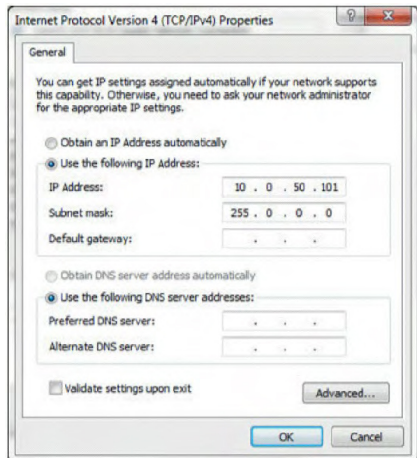 Internet Protocol Version 4 (TCP/IPv4) Properties
?
General
You can get IP settings assigned automatically if your network supports
this capability. Otherwise, you need to ask your network administrator
for the appropriate IP settings.
Obtain an IP Address automatically
Use the following IP Address:
IP Address: 10 . 0 . 50 . 101
Subnet mask: 255 . 0 . 0 . 0
Default gateway: . . .
Obtain DNS server address automatically
Use the following DNS server addresses:
Preferred DNS server: . . .
Alternate DNS server: . . .
Validate settings upon exit
Advanced...
OK Cancel